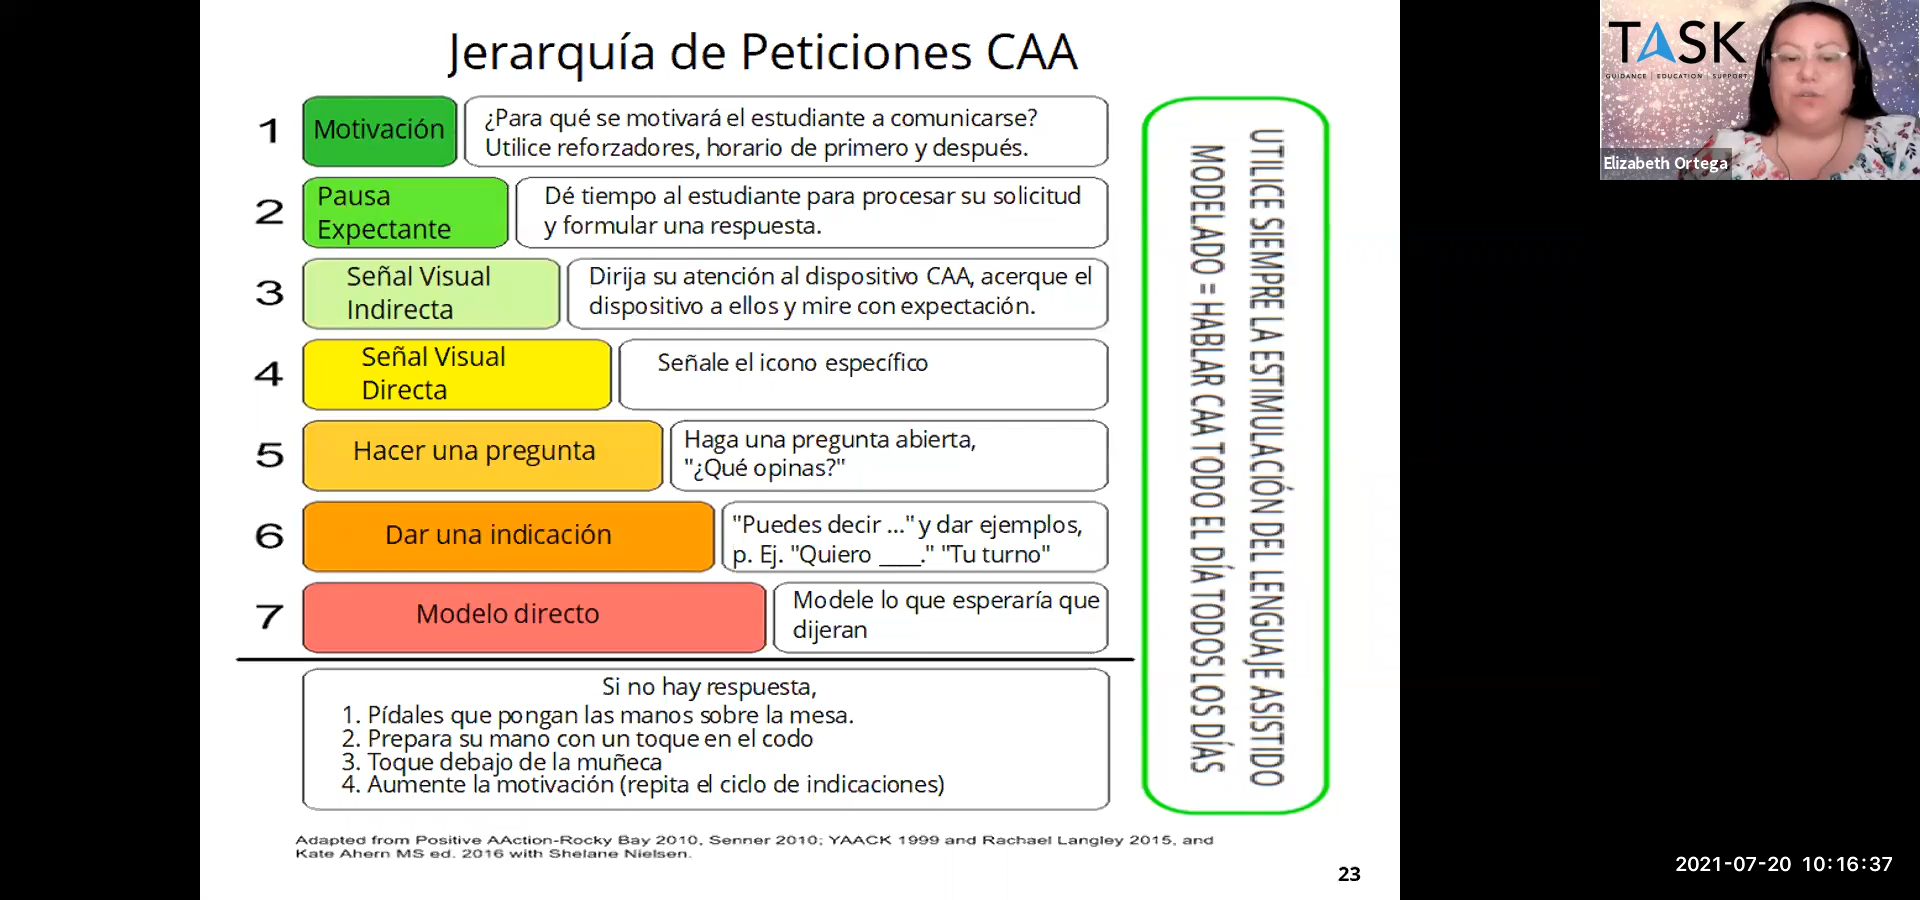 Jerarquía de Peticiones CAA
1
Motivación
¿Para qué se motivará el estudiante a comunicarse?
Utilice reforzadores, horario de primero y después.
2
Pausa
Expectante
Dé tiempo al estudiante para procesar su solicitud
y formular una respuesta.
3
Señal Visual
Indirecta
Dirija su atención al dispositivo CAA, acerque el
dispositivo a ellos y mire con expectación.
4
Señal Visual
Directa
Señale el icono específico
5
Hacer una pregunta
Haga una pregunta abierta,
"¿Qué opinas?"
6
Dar una indicación
"Puedes decir ..." y dar ejemplos,
p. Ej. "Quiero ____." "Tu turno"
7
Modelo directo
Modele lo que esperaría que
dijeran
Si no hay respuesta,
1. Pídales que pongan las manos sobre la mesa.
2. Prepara su mano con un toque en el codo
3. Toque debajo de la muñeca
4. Aumente la motivación (repita el ciclo de indicaciones)
UTILICE SIEMPRE LA ESTIMULACIÓN DEL LENGUAJE ASISTIDO
MODELADO = HABLAR CAA TODO EL DÍA TODOS LOS DÍAS
Adapted from Positive AAction-Rocky Bay 2010, Senner 2010; YAACK 1999 and Rachael Langley 2015, and
Kate Ahern MS ed. 2016 with Shelane Nielsen.
23
TASK
GUIDANCE | EDUCATION | SUPPORT
Elizabeth Ortega
2021-07-20 10:16:37